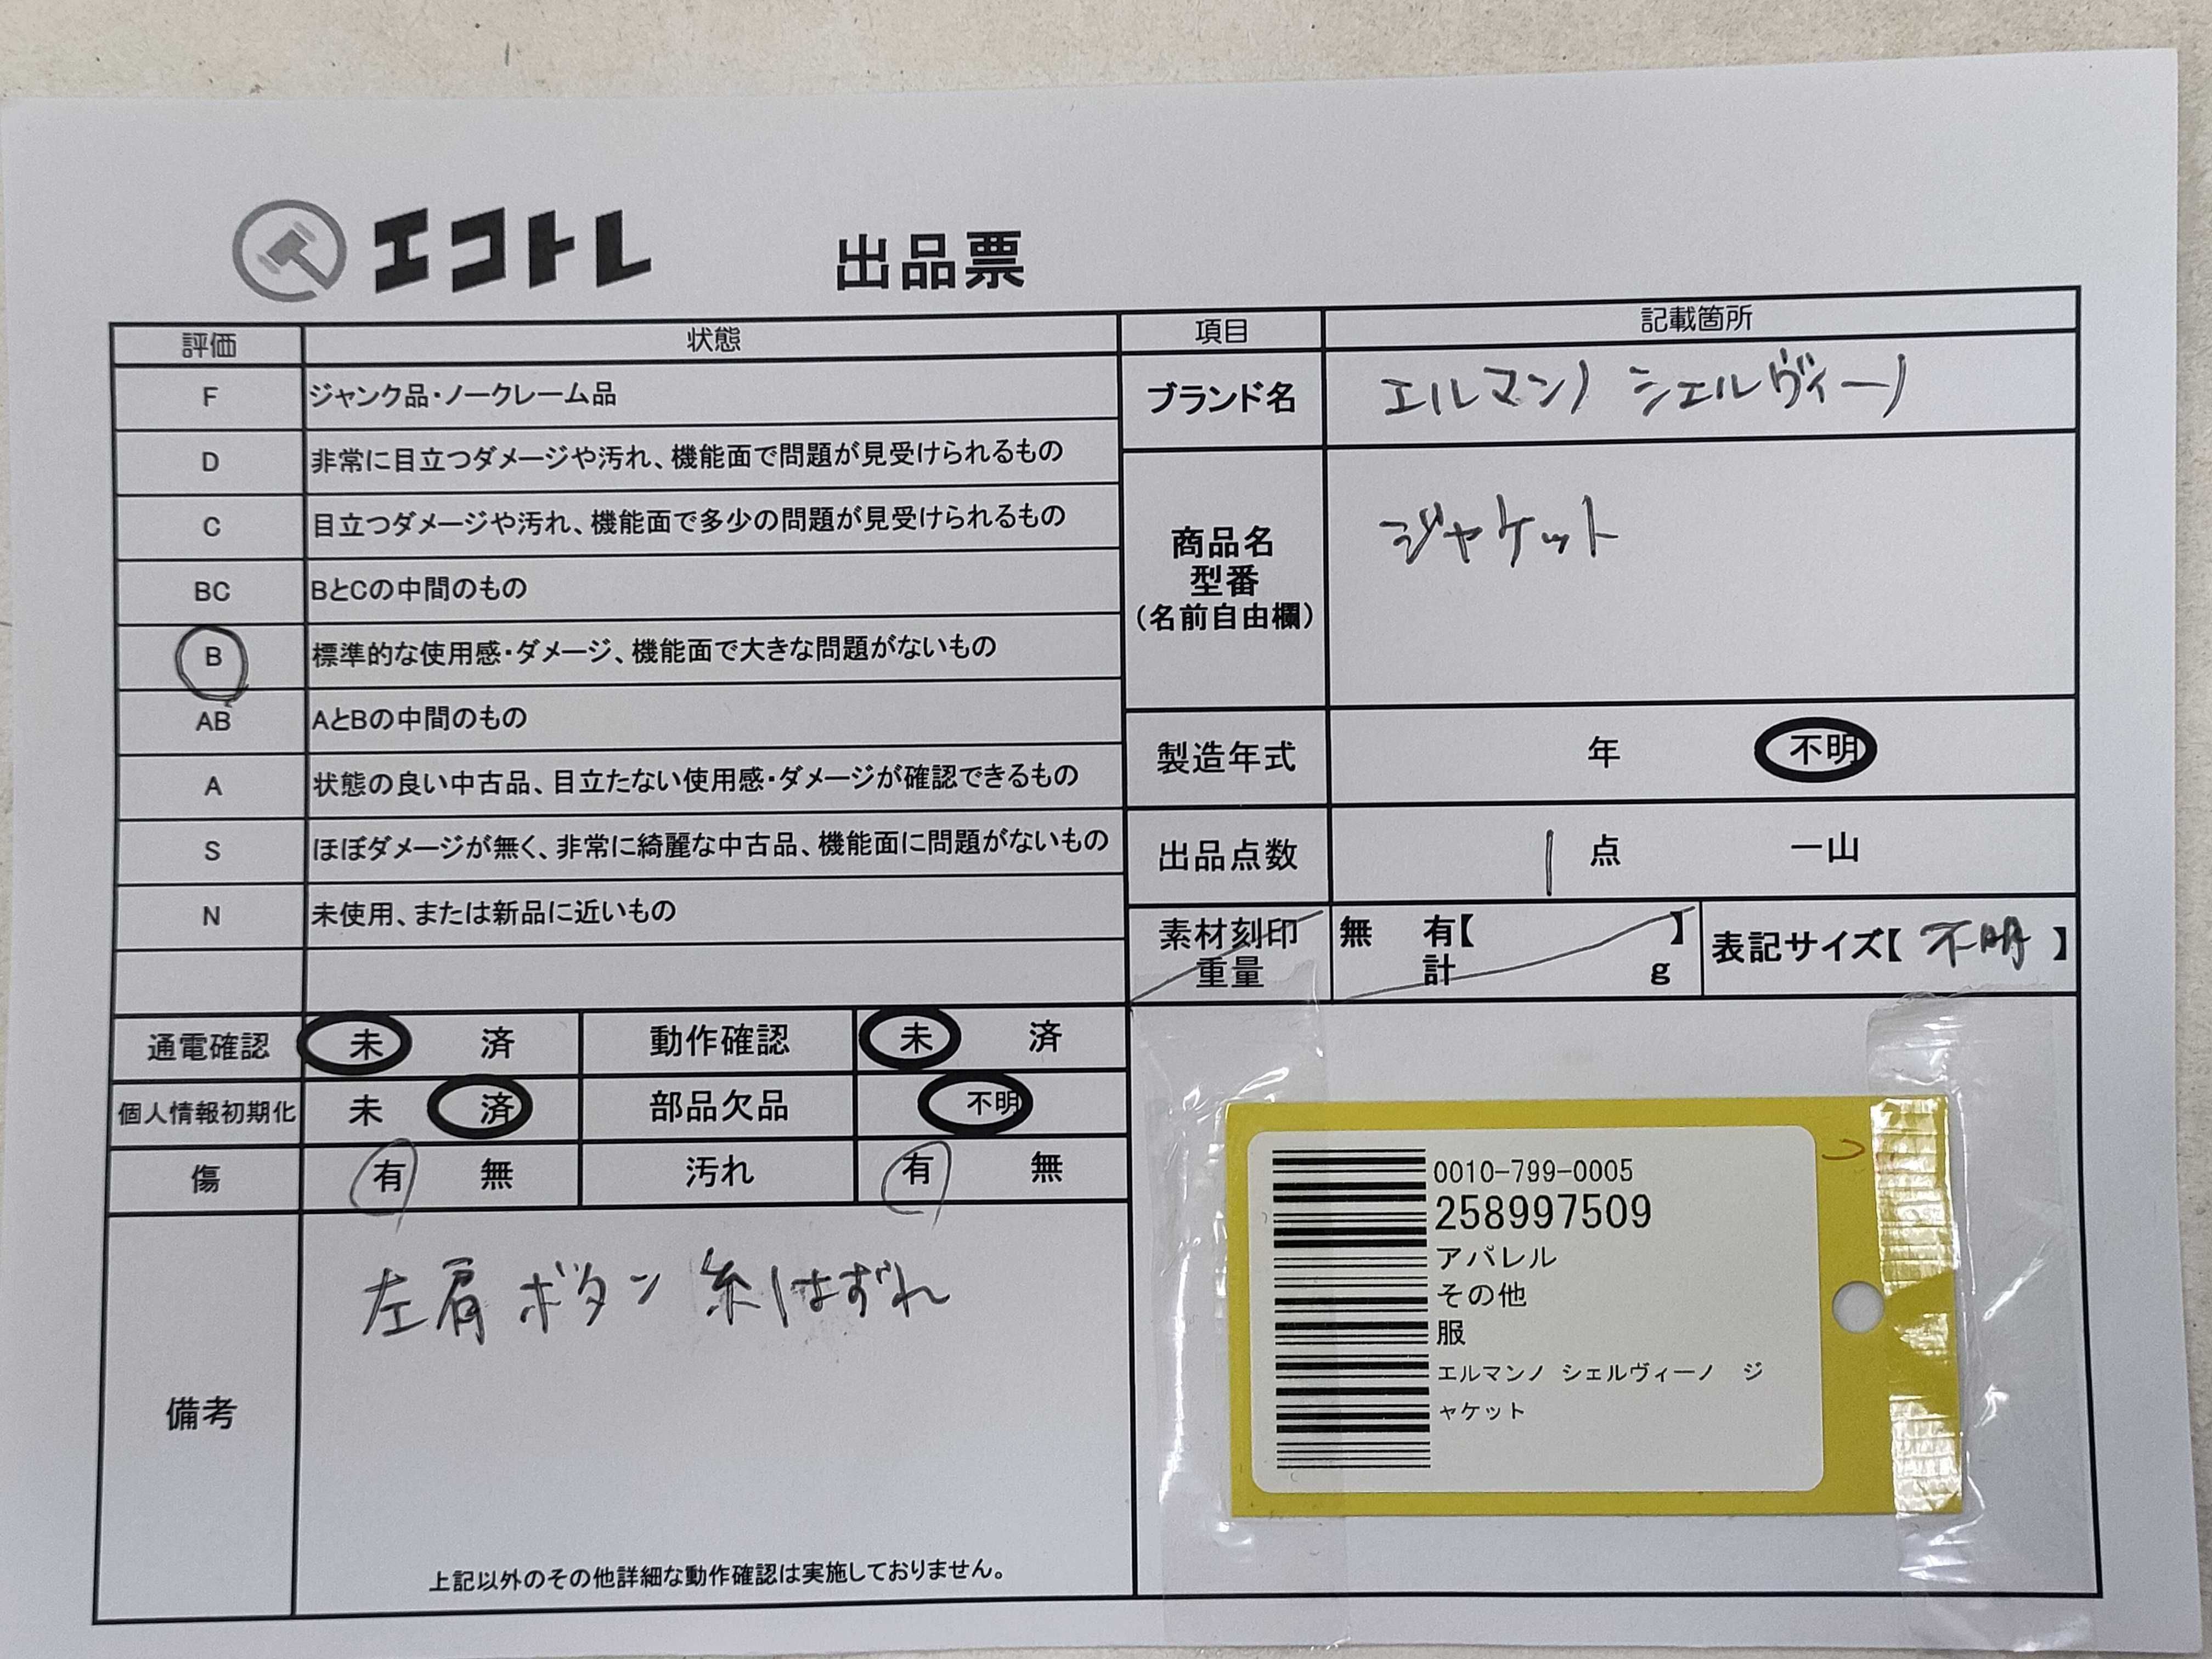 エコトレ 出品票
評価 状態
F ジャンク品・ノークレーム品
D 非常に目立つダメージや汚れ、機能面で問題が見受けられるもの
C 目立つダメージや汚れ、機能面で多少の問題が見受けられるもの
BC BとCの中間のもの
B 標準的な使用感・ダメージ、機能面で大きな問題がないもの
AB AとBの中間のもの
A 状態の良い中古品、目立たない使用感・ダメージが確認できるもの
S ほぼダメージが無く、非常に綺麗な中古品、機能面に問題がないもの
N 未使用、または新品に近いもの
通電確認 未 済 動作確認 未 済
個人情報初期化 未 済 部品欠品 不明
傷 有 無 汚れ 有 無
備考
左肩ボタン 糸はずれ
上記以外のその他詳細な動作確認は実施しておりません。
項目 記載箇所
ブランド名 エルマンノ シェルヴィーノ
商品名
型番
(名前自由欄)
ジャケット
製造年式 年 不明
出品点数 1 点 一山
素材刻印 無 有【 】
重量 計 g
表記サイズ【 不明 】
0010-799-0005
258997509
アパレル
その他
服
エルマンノ シェルヴィーノ ジ
ャケット